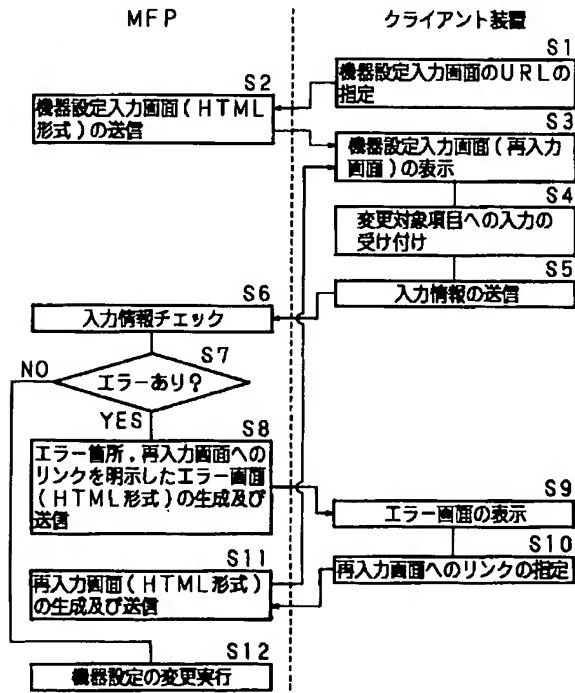 MFP
クライアント装置
S1
機器設定入力画面のURLの
指定
S2
機器設定入力画面(HTML
形式)の送信
S3
機器設定入力画面(再入力
画面)の表示
S4
変更対象項目への入力の
受け付け
S5
入力情報の送信
S6
入力情報チェック
S7
エラーあり?
NO
YES
S8
エラー箇所,再入力画面への
リンクを明示したエラー画面
(HTML形式)の生成及び
送信
S9
エラー画面の表示
S10
再入力画面へのリンクの指定
S11
再入力画面(HTML形式)
の生成及び送信
S12
機器設定の変更実行